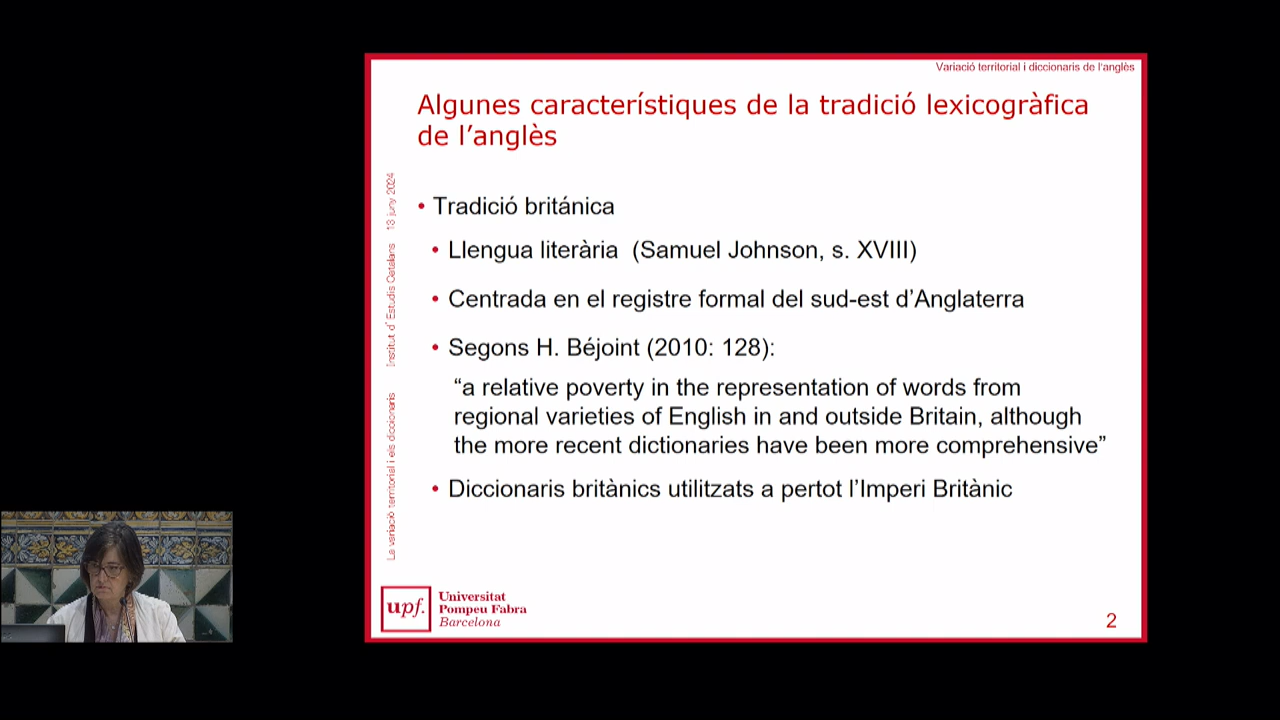 Variació territorial i diccionaris de l'anglès
Algunes característiques de la tradició lexicogràfica
de l’anglès
• Tradició británica
• Llengua literària (Samuel Johnson, s. XVIII)
• Centrada en el registre formal del sud-est d’Anglaterra
• Segons H. Béjoint (2010: 128):
“a relative poverty in the representation of words from
regional varieties of English in and outside Britain, although
the more recent dictionaries have been more comprehensive”
• Diccionaris britànics utilitzats a pertot l’Imperi Britànic
La variació territorial i els diccionaris Institut d´Estudis Catalans 13 juny 2024
upf.
Universitat
Pompeu Fabra
Barcelona
2